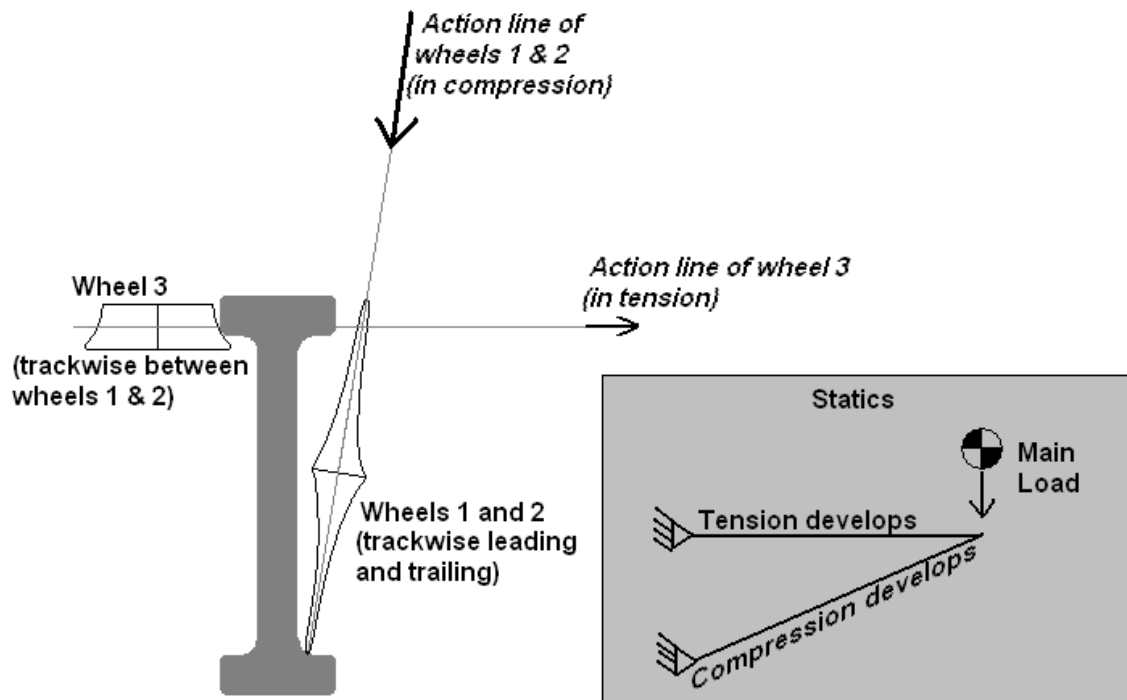 Action line of
wheels 1 & 2
(in compression)
Wheel 3
(trackwise between
wheels 1 & 2)
Action line of wheel 3
(in tension)
Wheels 1 and 2
(trackwise leading
and trailing)
Statics
Main
Load
Tension develops
Compression develops